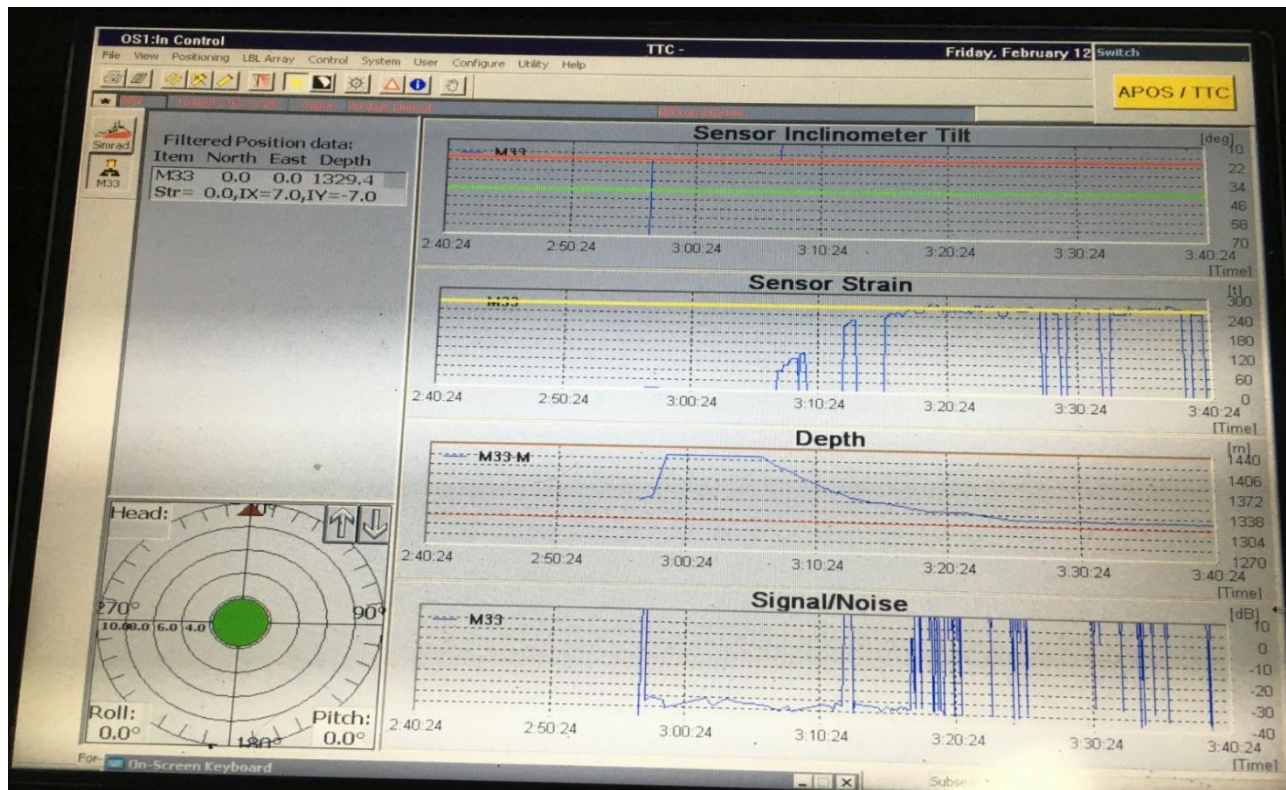 OS1:In Control
TTC -
Friday, February 12
Switch
File View Positioning LBL Array Control System User Configure Utility Help
APOS / TTC
Simrad
M33
Filtered Position data:
Item North East Depth
M33 0.0 0.0 1329.4
Str= 0.0,IX=7.0,IY=-7.0
Sensor Inclinometer Tilt
[deg]
M33
10
22
34
46
58
70
2:40:24 2:50:24 3:00:24 3:10:24 3:20:24 3:30:24 3:40:24
[Time]
Sensor Strain
[t]
M33
300
240
180
120
60
0
2:40:24 2:50:24 3:00:24 3:10:24 3:20:24 3:30:24 3:40:24
[Time]
Depth
[m]
M33-M
1440
1406
1372
1338
1304
1270
2:40:24 2:50:24 3:00:24 3:10:24 3:20:24 3:30:24 3:40:24
[Time]
Signal/Noise
[dB]
M33
10
0
-10
-20
-30
-40
2:40:24 2:50:24 3:00:24 3:10:24 3:20:24 3:30:24 3:40:24
[Time]
Head:
270°
90°
6.0 4.0
Roll:
0.0°
180°
Pitch:
0.0°
For
On-Screen Keyboard